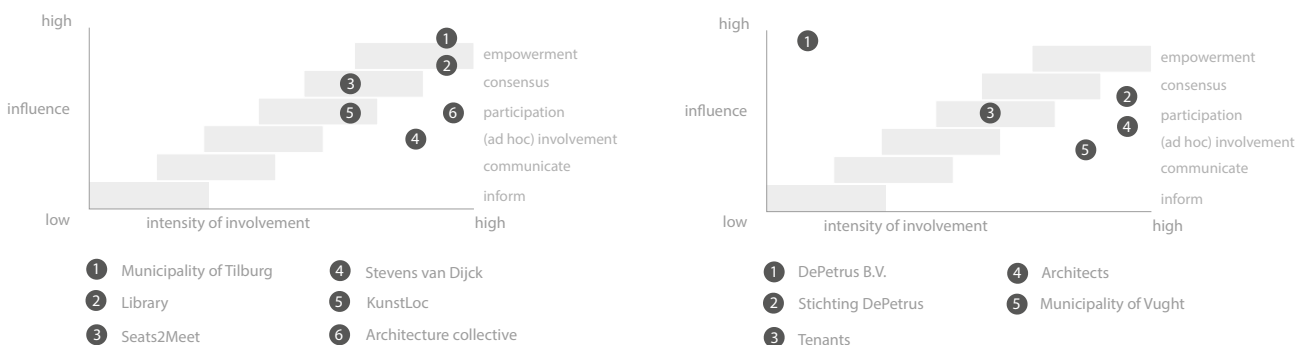 high
1
2
3
5
6
4
empowerment
consensus
participation
(ad hoc) involvement
communicate
inform
influence
low
intensity of involvement
high
1 Municipality of Tilburg
2 Library
3 Seats2Meet
4 Stevens van Dijck
5 KunstLoc
6 Architecture collective
high
1
2
3
4
5
empowerment
consensus
participation
(ad hoc) involvement
communicate
inform
influence
low
intensity of involvement
high
1 DePetrus B.V.
2 Stichting DePetrus
3 Tenants
4 Architects
5 Municipality of Vught